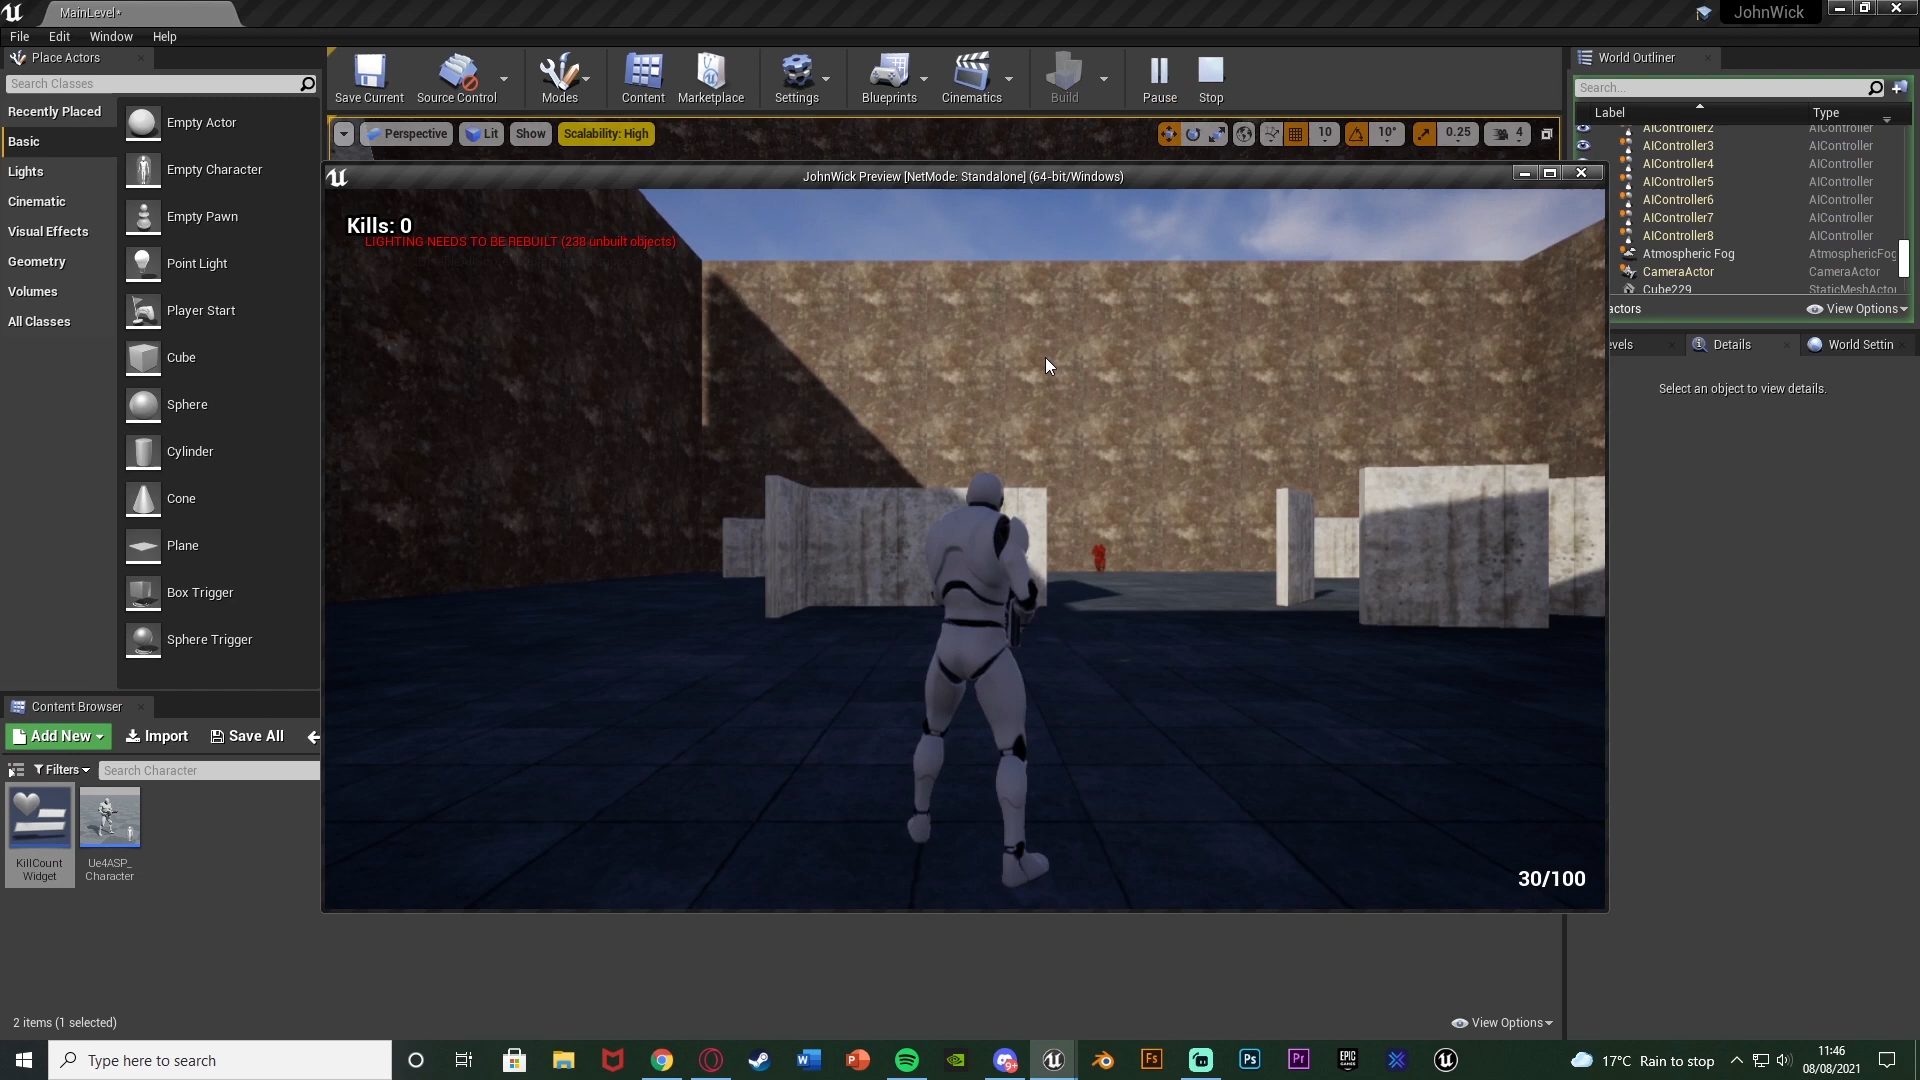 MainLevel*
JohnWick
File Edit Window Help
Place Actors
Search Classes
Recently Placed
Basic
Lights
Cinematic
Visual Effects
Geometry
Volumes
All Classes
Empty Actor
Empty Character
Empty Pawn
Point Light
Player Start
Cube
Sphere
Cylinder
Cone
Plane
Box Trigger
Sphere Trigger
Save Current
Source Control
Modes
Content
Marketplace
Settings
Blueprints
Cinematics
Build
Pause
Stop
Perspective
Lit
Show
Scalability: High
10
10°
0.25
4
JohnWick Preview [NetMode: Standalone] (64-bit/Windows)
Kills: 0
LIGHTING NEEDS TO BE REBUILT (238 unbuilt objects)
30/100
World Outliner
Search...
Label Type
AIController2 AIController
AIController3 AIController
AIController4 AIController
AIController5 AIController
AIController6 AIController
AIController7 AIController
AIController8 AIController
Atmospheric Fog AtmosphericFog
CameraActor CameraActor
Cube229 StaticMeshActor
actors
View Options
evels
Details
World Settin
Select an object to view details.
Content Browser
Add New
Import
Save All
Filters
Search Character
KillCount
Widget
Ue4ASP_
Character
2 items (1 selected)
View Options
Type here to search
9+
Fs
Ps
Pr
EPIC
GAMES
17°C Rain to stop
11:46
08/08/2021